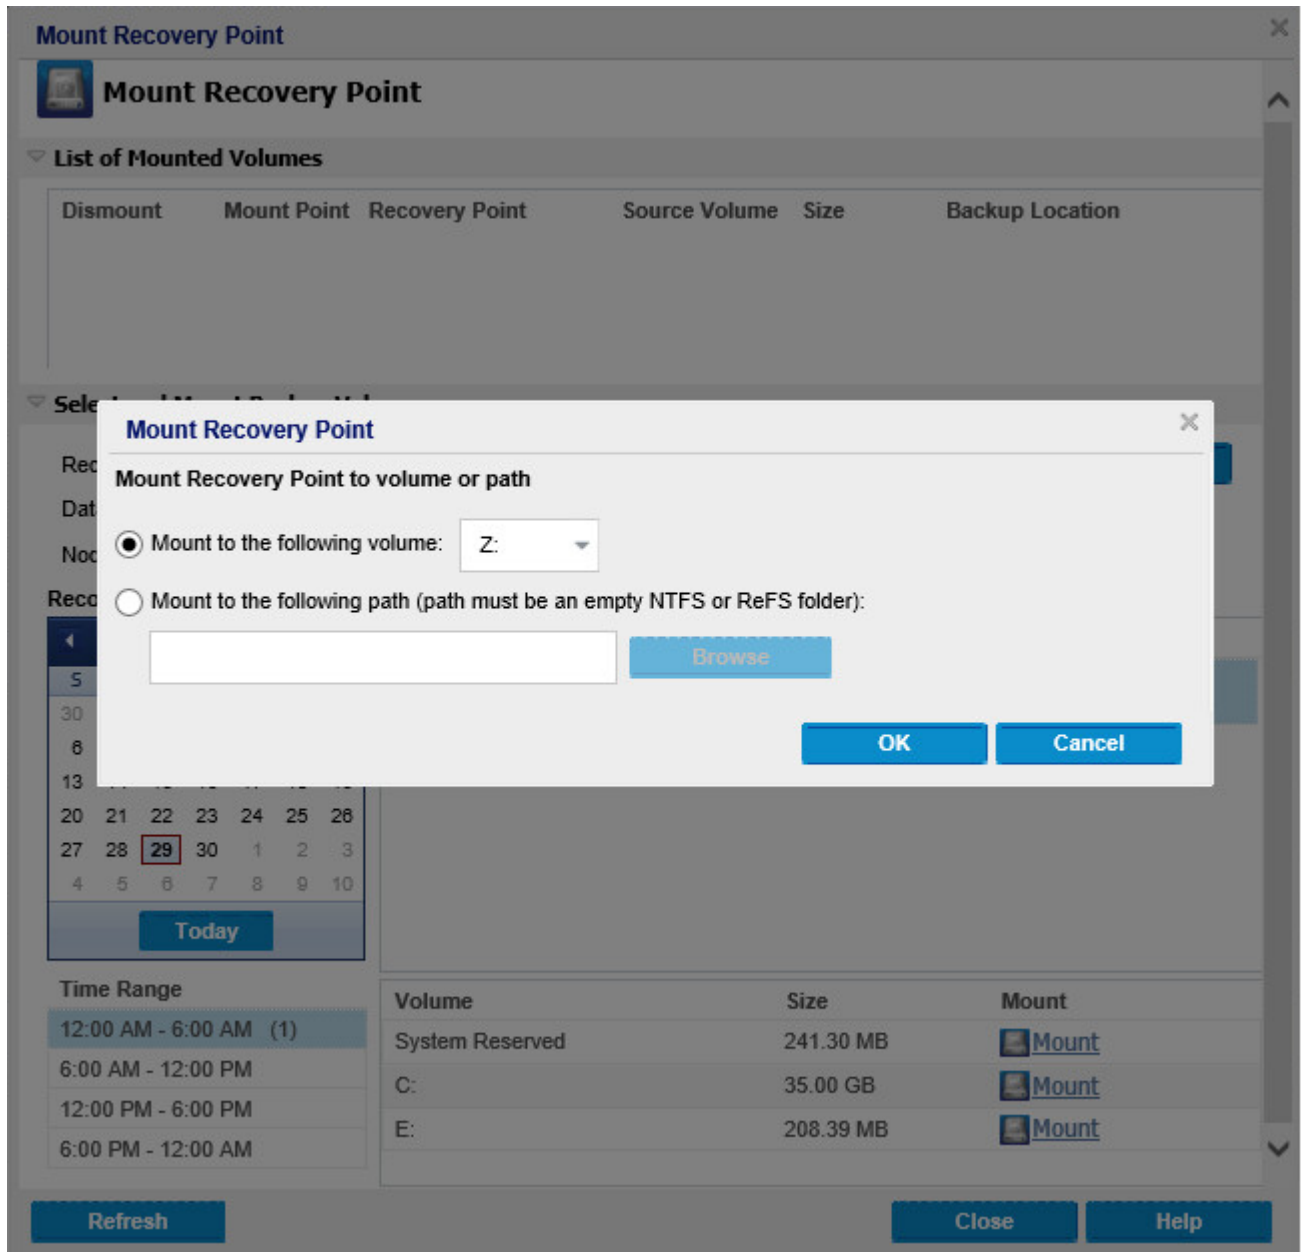 Mount Recovery Point
Mount Recovery Point
List of Mounted Volumes
Dismount Mount Point Recovery Point Source Volume Size Backup Location
Mount Recovery Point
Mount Recovery Point to volume or path
Mount to the following volume: Z:
Mount to the following path (path must be an empty NTFS or ReFS folder):
Browse
OK Cancel
S
30
6
13
20 21 22 23 24 25 26
27 28 29 30 1 2 3
4 5 6 7 8 9 10
Today
Time Range
12:00 AM - 6:00 AM (1)
6:00 AM - 12:00 PM
12:00 PM - 6:00 PM
6:00 PM - 12:00 AM
Volume Size Mount
System Reserved 241.30 MB Mount
C: 35.00 GB Mount
E: 208.39 MB Mount
Refresh Close Help